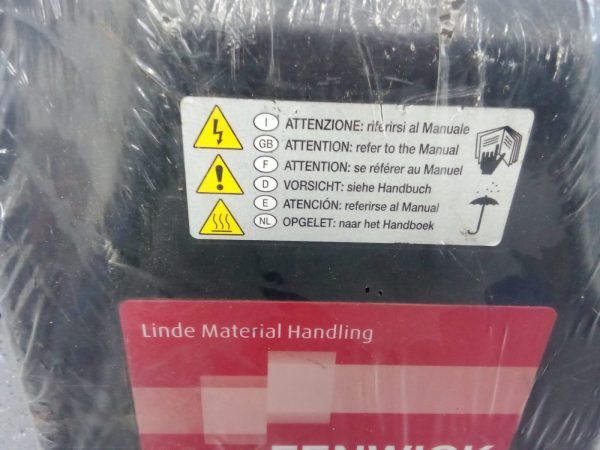 I ATTENZIONE: riferirsi al Manuale
GB ATTENTION: refer to the Manual
F ATTENTION: se référer au Manuel
D VORSICHT: siehe Handbuch
E ATENCIÓN: referirse al Manual
NL OPGELET: naar het Handboek
Linde Material Handling
FENWICK